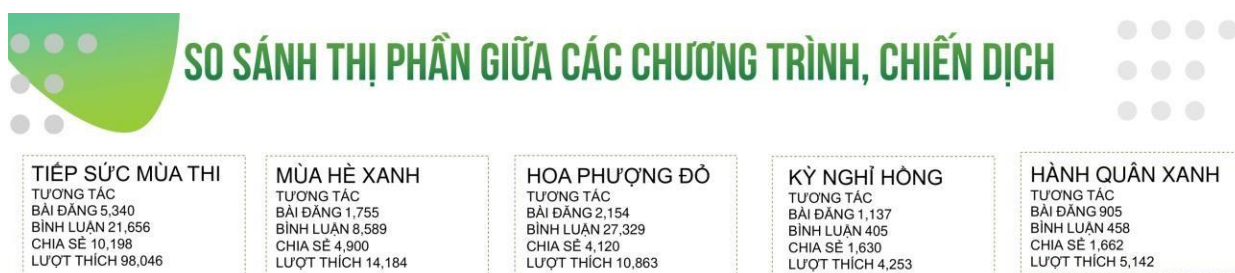 SO SÁNH THỊ PHẦN GIỮA CÁC CHƯƠNG TRÌNH, CHIẾN DỊCH
TIẾP SỨC MÙA THI
TƯƠNG TÁC
BÀI ĐĂNG 5,340
BÌNH LUẬN 21,656
CHIA SẺ 10,198
LƯỢT THÍCH 98,046
MÙA HÈ XANH
TƯƠNG TÁC
BÀI ĐĂNG 1,755
BÌNH LUẬN 8,589
CHIA SẺ 4,900
LƯỢT THÍCH 14,184
HOA PHƯỢNG ĐỎ
TƯƠNG TÁC
BÀI ĐĂNG 2,154
BÌNH LUẬN 27,329
CHIA SẺ 4,120
LƯỢT THÍCH 10,863
KỲ NGHỈ HỒNG
TƯƠNG TÁC
BÀI ĐĂNG 1,137
BÌNH LUẬN 405
CHIA SẺ 1,630
LƯỢT THÍCH 4,253
HÀNH QUÂN XANH
TƯƠNG TÁC
BÀI ĐĂNG 905
BÌNH LUẬN 458
CHIA SẺ 1,662
LƯỢT THÍCH 5,142